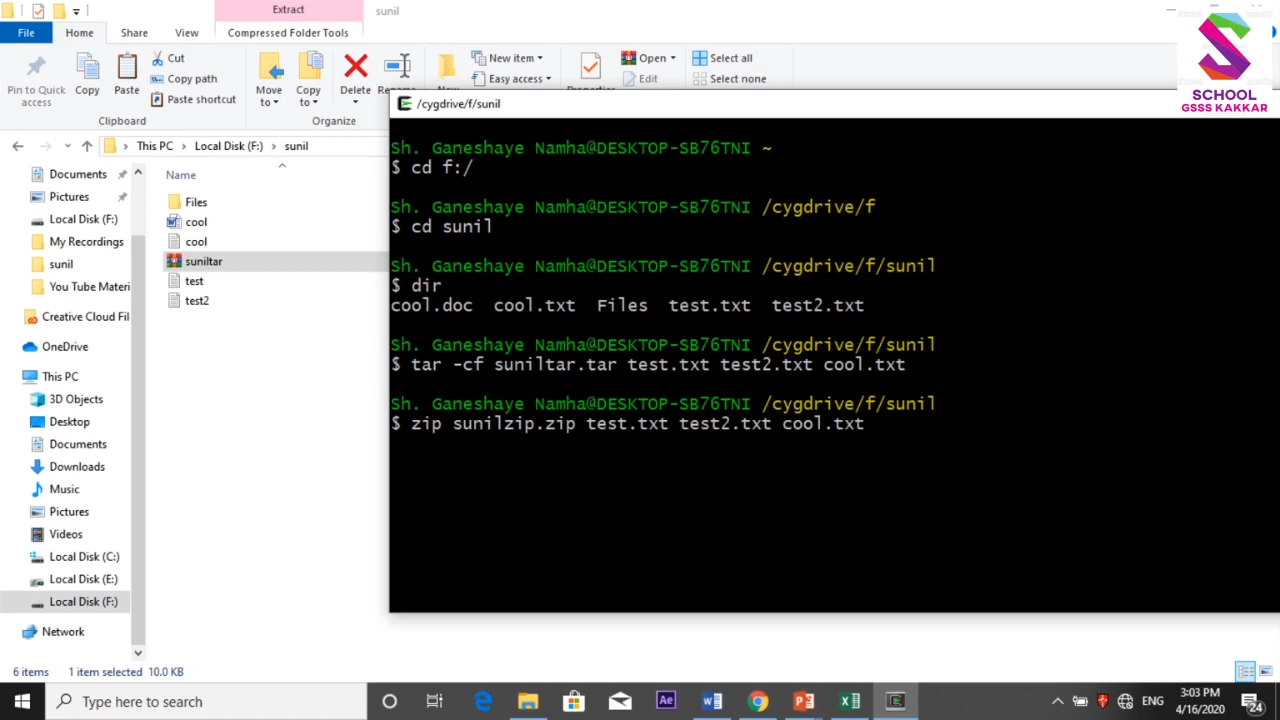 Extract
sunil
File
Home
Share
View
Compressed Folder Tools
Pin to Quick access
Copy
Paste
Cut
Copy path
Paste shortcut
Clipboard
Move to
Copy to
Delete
Rename
Organize
New item
Easy access
Properties
Open
Edit
Select all
Select none
SCHOOL
GSSS KAKKAR
This PC > Local Disk (F:) > sunil
Documents
Pictures
Local Disk (F:)
My Recordings
sunil
You Tube Materi
Creative Cloud Fil
OneDrive
This PC
3D Objects
Desktop
Documents
Downloads
Music
Pictures
Videos
Local Disk (C:)
Local Disk (E:)
Local Disk (F:)
Network
Name
Files
cool
cool
suniltar
test
test2
/cygdrive/f/sunil
Sh. Ganeshaye Namha@DESKTOP-SB76TNI ~
$ cd f:/
Sh. Ganeshaye Namha@DESKTOP-SB76TNI /cygdrive/f
$ cd sunil
Sh. Ganeshaye Namha@DESKTOP-SB76TNI /cygdrive/f/sunil
$ dir
cool.doc cool.txt Files test.txt test2.txt
Sh. Ganeshaye Namha@DESKTOP-SB76TNI /cygdrive/f/sunil
$ tar -cf suniltar.tar test.txt test2.txt cool.txt
Sh. Ganeshaye Namha@DESKTOP-SB76TNI /cygdrive/f/sunil
$ zip sunilzip.zip test.txt test2.txt cool.txt
6 items 1 item selected 10.0 KB
Type here to search
Ae
ENG
3:03 PM
4/16/2020
24